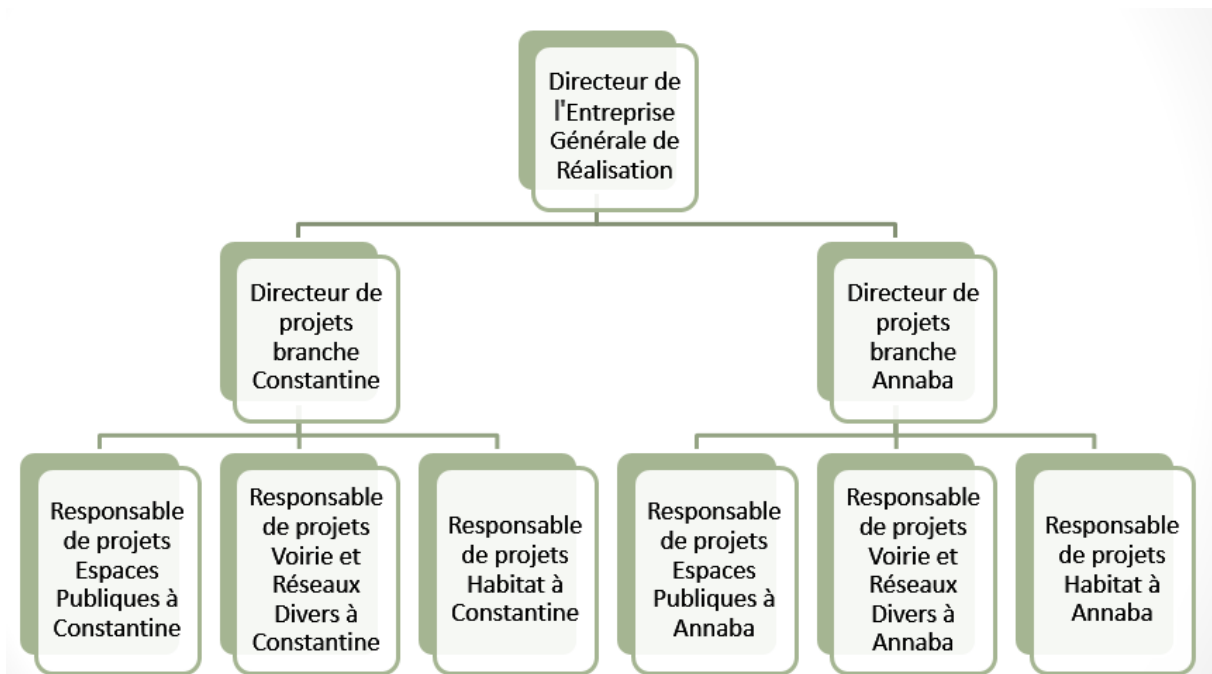 Directeur de
l'Entreprise
Générale de
Réalisation
Directeur de
projets
branche
Constantine
Directeur de
projets
branche
Annaba
Responsable
de projets
Espaces
Publiques à
Constantine
Responsable
de projets
Voirie et
Réseaux
Divers à
Constantine
Responsable
de projets
Habitat à
Constantine
Responsable
de projets
Espaces
Publiques à
Annaba
Responsable
de projets
Voirie et
Réseaux
Divers à
Annaba
Responsable
de projets
Habitat à
Annaba